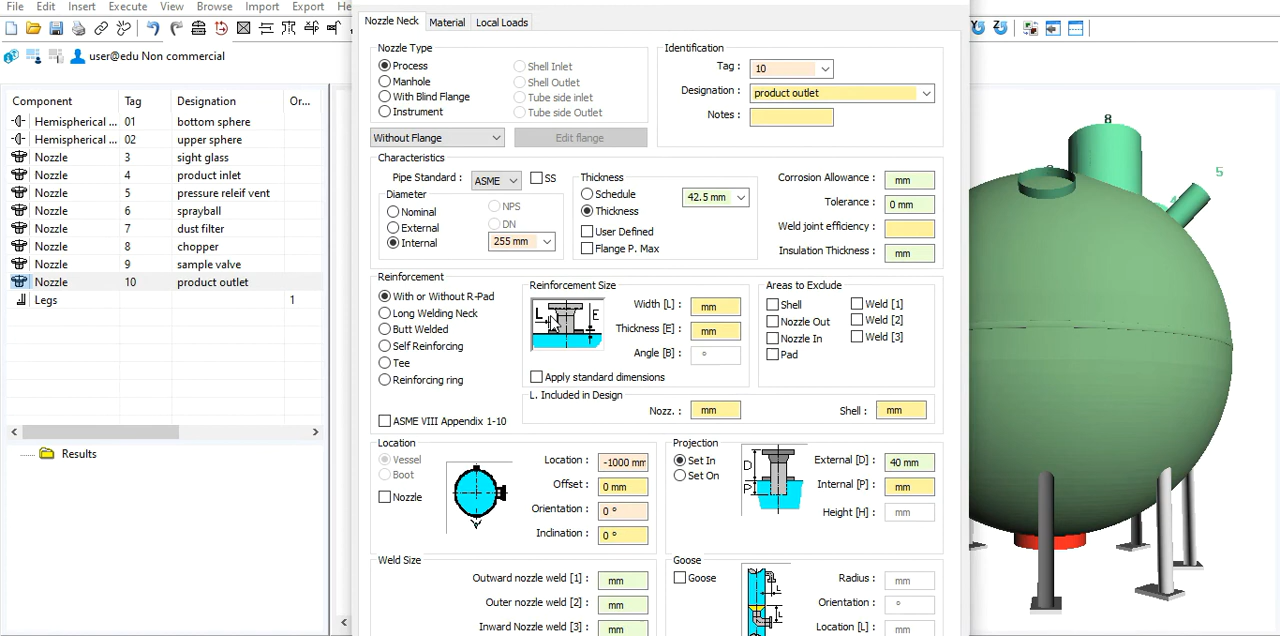 File Edit Insert Execute View Browse Import Export
user@edu Non commercial
Component Tag Designation Or...
Hemispherical ... 01 bottom sphere
Hemispherical ... 02 upper sphere
Nozzle 3 sight glass
Nozzle 4 product inlet
Nozzle 5 pressure releif vent
Nozzle 6 sprayball
Nozzle 7 dust filter
Nozzle 8 chopper
Nozzle 9 sample valve
Nozzle 10 product outlet
Legs 1
Results
Nozzle Neck Material Local Loads
Nozzle Type
Process Shell Inlet
Manhole Shell Outlet
With Blind Flange Tube side inlet
Instrument Tube side Outlet
Without Flange Edit flange
Identification
Tag : 10
Designation : product outlet
Notes :
Characteristics
Pipe Standard : ASME SS
Diameter
Nominal NPS
External DN
Internal 255 mm
Thickness
Schedule 42.5 mm
Thickness
User Defined
Flange P. Max
Corrosion Allowance : mm
Tolerance : 0 mm
Weld joint efficiency :
Insulation Thickness : mm
Reinforcement
With or Without R-Pad
Long Welding Neck
Butt Welded
Self Reinforcing
Tee
Reinforcing ring
ASME VIII Appendix 1-10
Reinforcement Size
L E
Width [L] : mm
Thickness [E] : mm
Angle [B] : °
Apply standard dimensions
Areas to Exclude
Shell Weld [1]
Nozzle Out Weld [2]
Nozzle In Weld [3]
Pad
L. Included in Design
Nozz. : mm Shell : mm
Location
Vessel
Boot
Nozzle
Location : -1000 mm
Offset : 0 mm
Orientation : 0 °
Inclination : 0 °
Projection
Set In
Set On
D
P
External [D] : 40 mm
Internal [P] : mm
Height [H] : mm
Weld Size
Outward nozzle weld [1] : mm
Outer nozzle weld [2] : mm
Inward Nozzle weld [3] : mm
Goose
Goose
L
L
Radius : mm
Orientation : °
Location [L] : mm
Y Z
8
5